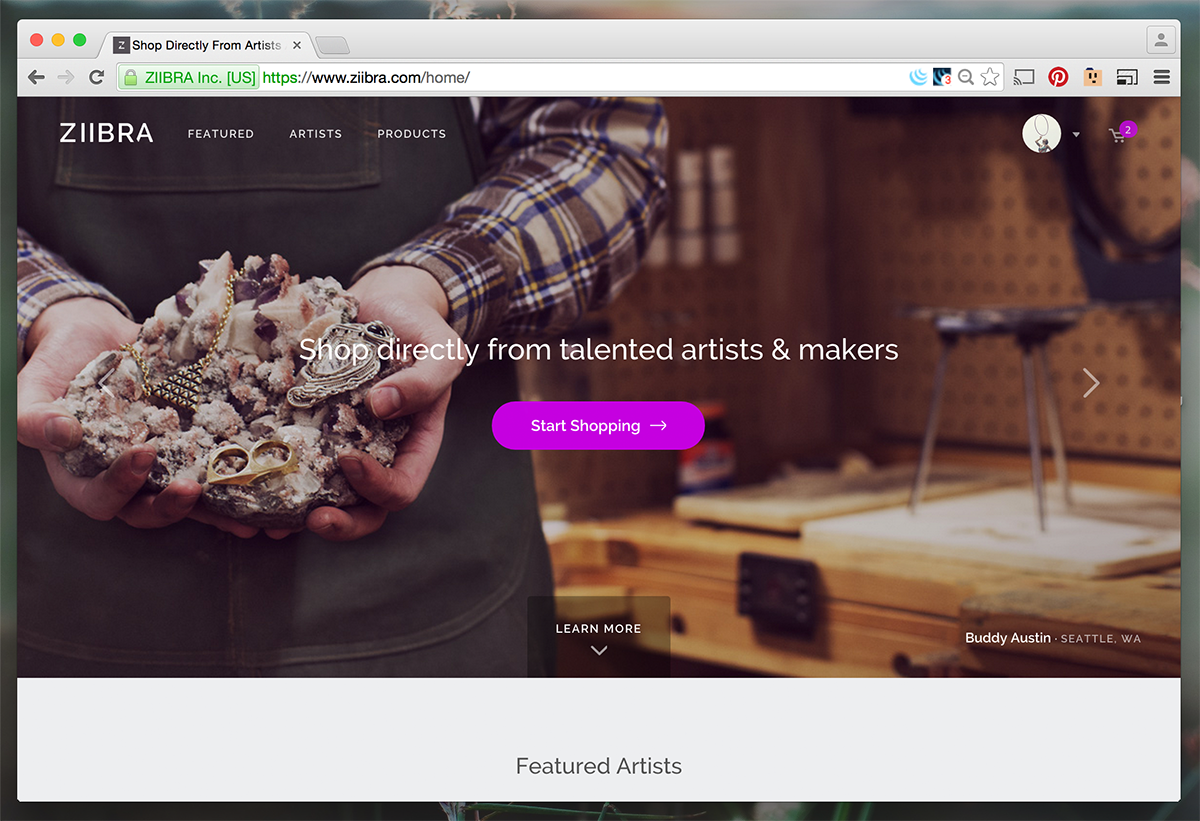 Z Shop Directly From Artists
ZIIBRA Inc. [US] https://www.ziibra.com/home/
3
ZIIBRA FEATURED ARTISTS PRODUCTS
2
Shop directly from talented artists & makers
Start Shopping →
LEARN MORE
Buddy Austin · SEATTLE, WA
Featured Artists